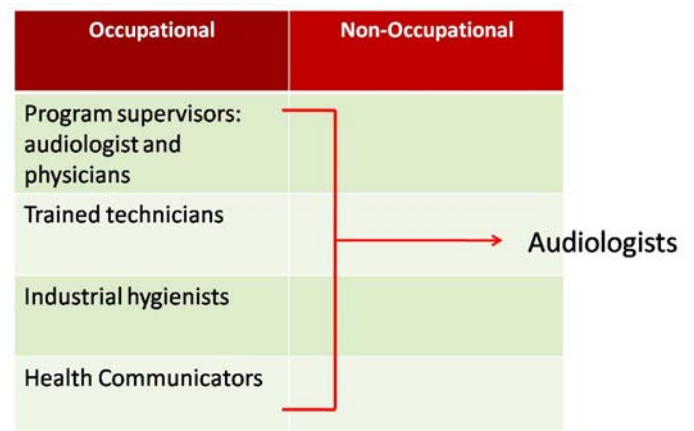 Occupational
Non-Occupational
Program supervisors:
audiologist and
physicians
Trained technicians
Audiologists
Industrial hygienists
Health Communicators